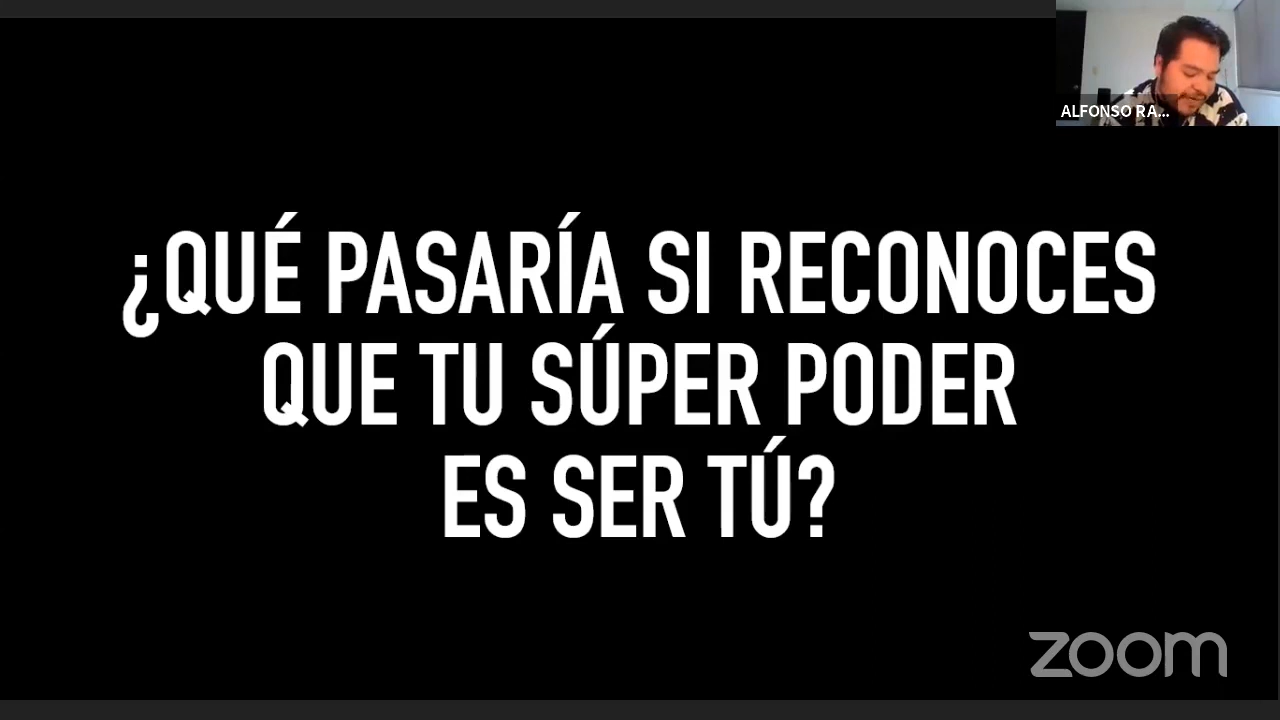 ALFONSO RA...
¿QUÉ PASARÍA SI RECONOCES
QUE TU SÚPER PODER
ES SER TÚ?
zoom